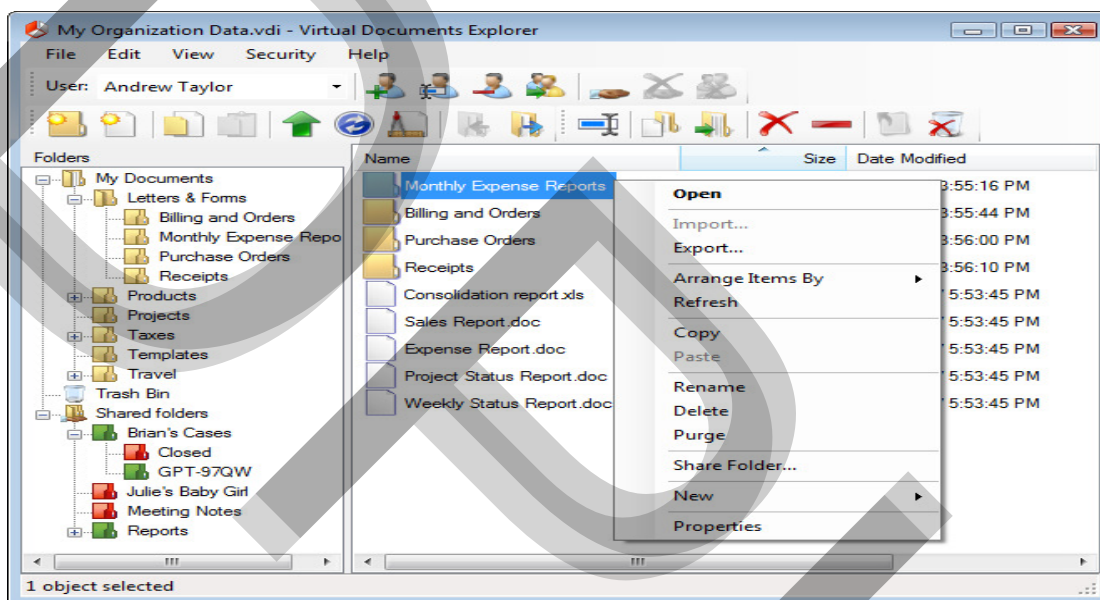 My Organization Data.vdi - Virtual Documents Explorer
File Edit View Security Help
User: Andrew Taylor
Folders
My Documents
Letters & Forms
Billing and Orders
Monthly Expense Repo
Purchase Orders
Receipts
Products
Projects
Taxes
Templates
Travel
Trash Bin
Shared folders
Brian's Cases
Closed
GPT-97QW
Julie's Baby Girl
Meeting Notes
Reports
Name Size Date Modified
Monthly Expense Reports 3:55:16 PM
Billing and Orders 3:55:44 PM
Purchase Orders 3:56:00 PM
Receipts 3:56:10 PM
Consolidation report.xls 5:53:45 PM
Sales Report.doc 5:53:45 PM
Expense Report.doc 5:53:45 PM
Project Status Report.doc 5:53:45 PM
Weekly Status Report.doc 5:53:45 PM
Open
Import...
Export...
Arrange Items By
Refresh
Copy
Paste
Rename
Delete
Purge
Share Folder...
New
Properties
1 object selected